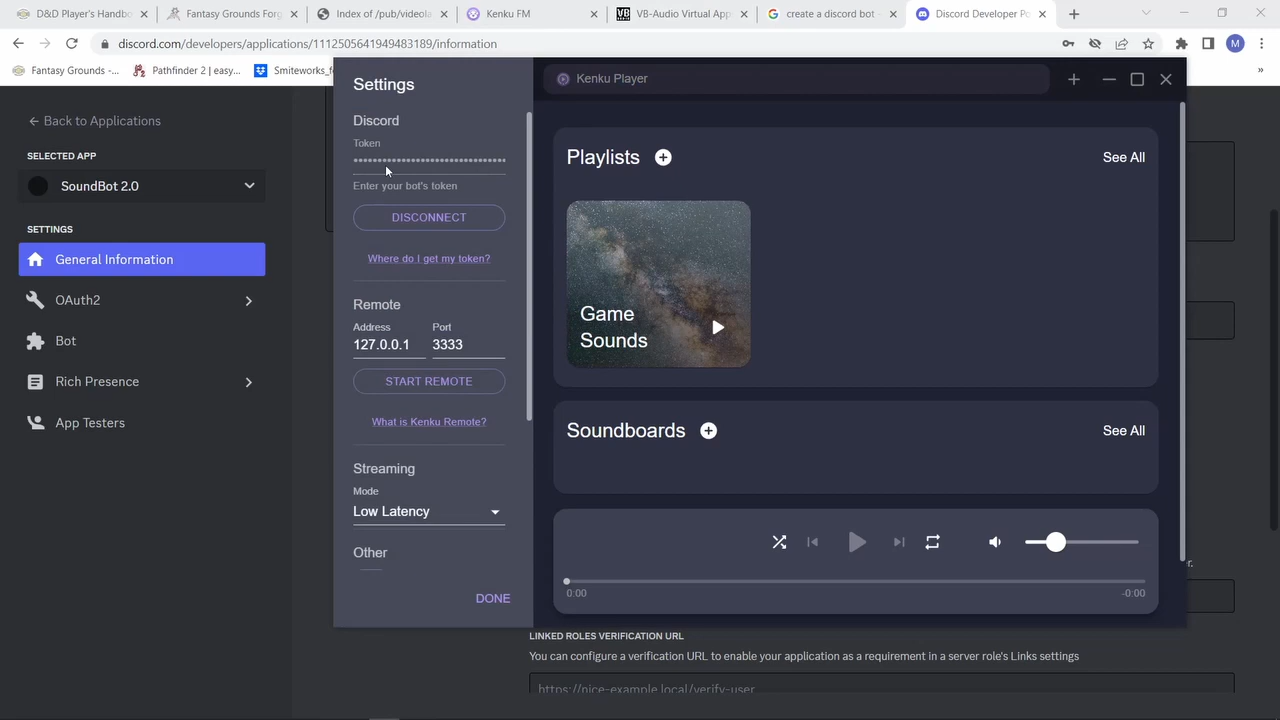 D&D Player's Handbo
Fantasy Grounds Forg
Index of /pub/videola
Kenku FM
VB-Audio Virtual App
create a discord bot -
Discord Developer Po
discord.com/developers/applications/1112505641949483189/information
M
Fantasy Grounds -...
Pathfinder 2 | easy...
Smiteworks_f
»
← Back to Applications
SELECTED APP
SoundBot 2.0
SETTINGS
General Information
OAuth2
Bot
Rich Presence
App Testers
Settings
Discord
Token
Enter your bot's token
DISCONNECT
Where do I get my token?
Remote
Address
Port
127.0.0.1
3333
START REMOTE
What is Kenku Remote?
Streaming
Mode
Low Latency
Other
DONE
Kenku Player
Playlists
See All
Game
Sounds
Soundboards
See All
0:00
-0:00
r.
LINKED ROLES VERIFICATION URL
You can configure a verification URL to enable your application as a requirement in a server role's Links settings
https://nice-example.local/verify-user